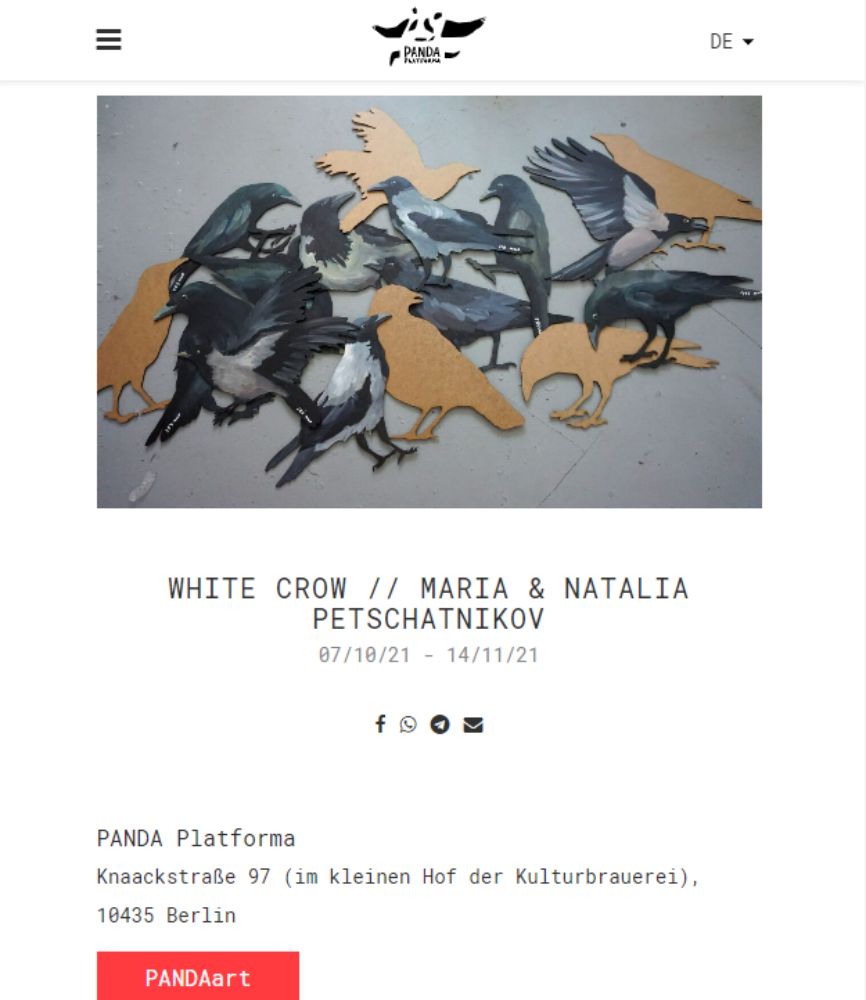 PANDA
PLATFORMA
DE
WHITE CROW // MARIA & NATALIA
PETSCHATNIKOV
07/10/21 - 14/11/21
PANDA Platforma
Knaackstraße 97 (im kleinen Hof der Kulturbrauerei),
10435 Berlin
PANDAart